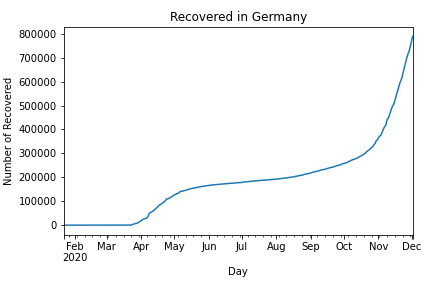 Recovered in Germany
800000
700000
600000
500000
400000
300000
200000
100000
0
Number of Recovered
Feb Mar Apr May Jun Jul Aug Sep Oct Nov Dec
2020
Day